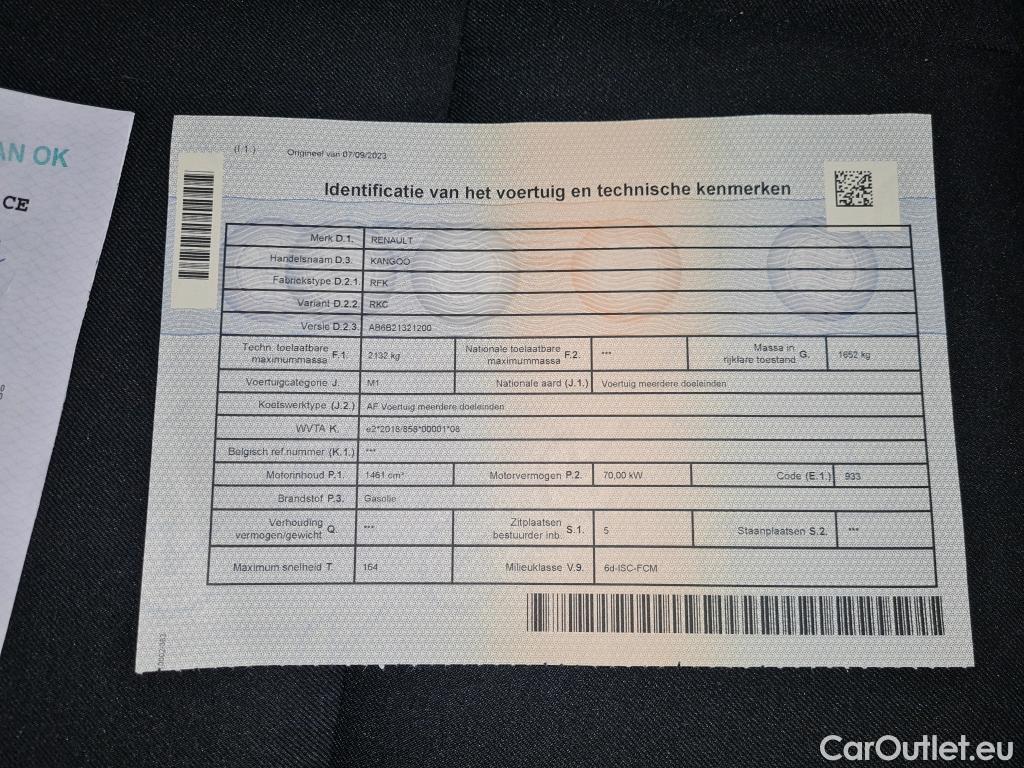 AN OK
CE
(I.1.) Origineel van 07/09/2023
Identificatie van het voertuig en technische kenmerken
Merk D.1. RENAULT
Handelsnaam D.3. KANGOO
Fabrickstype D.2.1. RFK
Variant D.2.2. RKC
Versie D.2.3. AB6B21321200
Techn. toelaatbare maximummassa F.1. 2132 kg Nationale toelaatbare maximummassa F.2. *** Massa in rijklare toestand G. 1652 kg
Voertuigcategorie J. M1 Nationale aard (J.1.) Voertuig meerdere doeleinden
Koetswerktype (J.2.) AF Voertuig meerdere doeleinden
WVTA K. e2*2018/858*00001*08
Belgisch ref.nummer (K.1.) ***
Motorinhoud P.1. 1461 cm³ Motorvermogen P.2. 70,00 kW Code (E.1.) 933
Brandstof P.3. Gasolie
Verhouding vermogen/gewicht Q. *** Zitplaatsen bestuurder inb. S.1. 5 Staanplaatsen S.2. ***
Maximum snelheid T. 164 Milieuklasse V.9. 6d-ISC-FCM
CarOutlet.eu